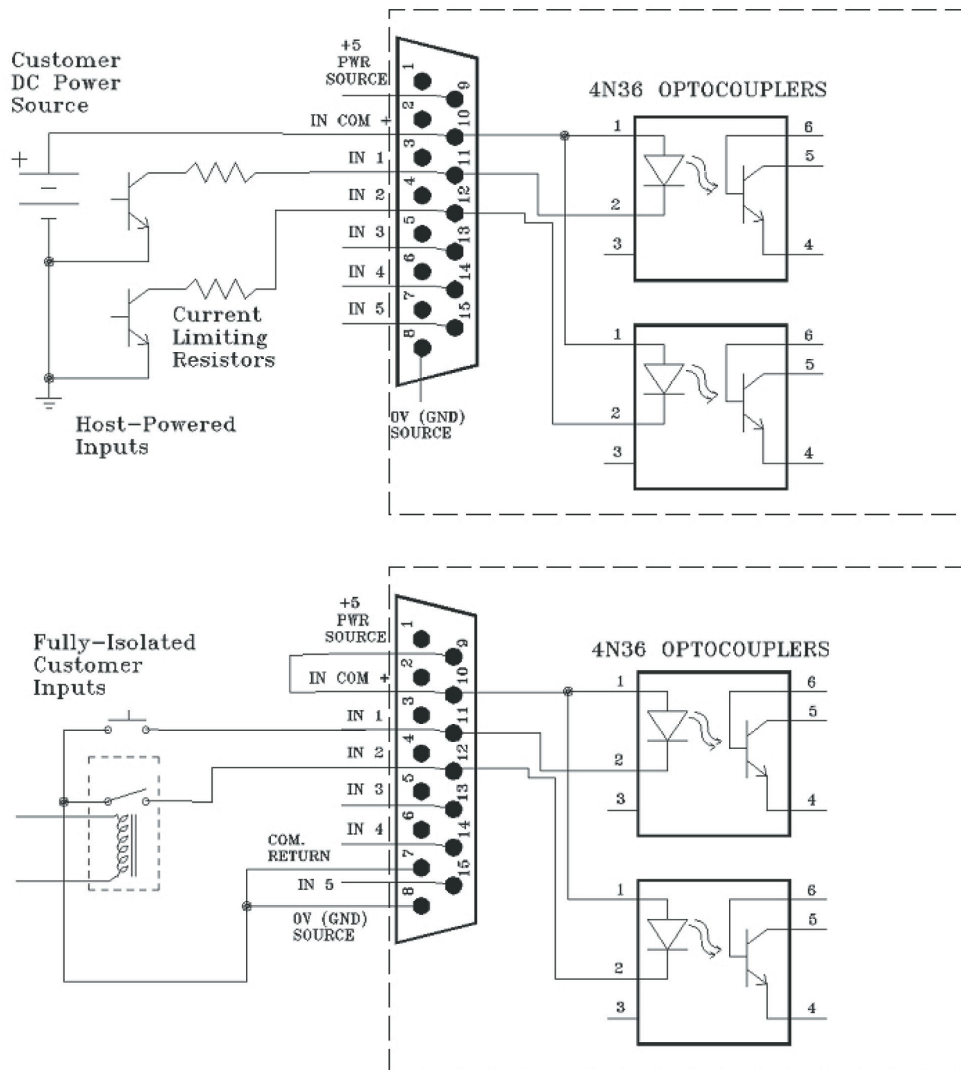 +5
PWR
SOURCE
Customer
DC Power
Source
+
-
IN COM +
IN 1
IN 2
IN 3
IN 4
IN 5
1
2
3
4
5
6
7
8
9
10
11
12
13
14
15
0V (GND)
SOURCE
Current
Limiting
Resistors
Host-Powered
Inputs
4N36 OPTOCOUPLERS
1
2
3
6
5
4
1
2
3
6
5
4
+5
PWR
SOURCE
Fully-Isolated
Customer
Inputs
IN COM +
IN 1
IN 2
IN 3
IN 4
COM.
RETURN
IN 5
0V (GND)
SOURCE
1
2
3
4
5
6
7
8
9
10
11
12
13
14
15
4N36 OPTOCOUPLERS
1
2
3
6
5
4
1
2
3
6
5
4